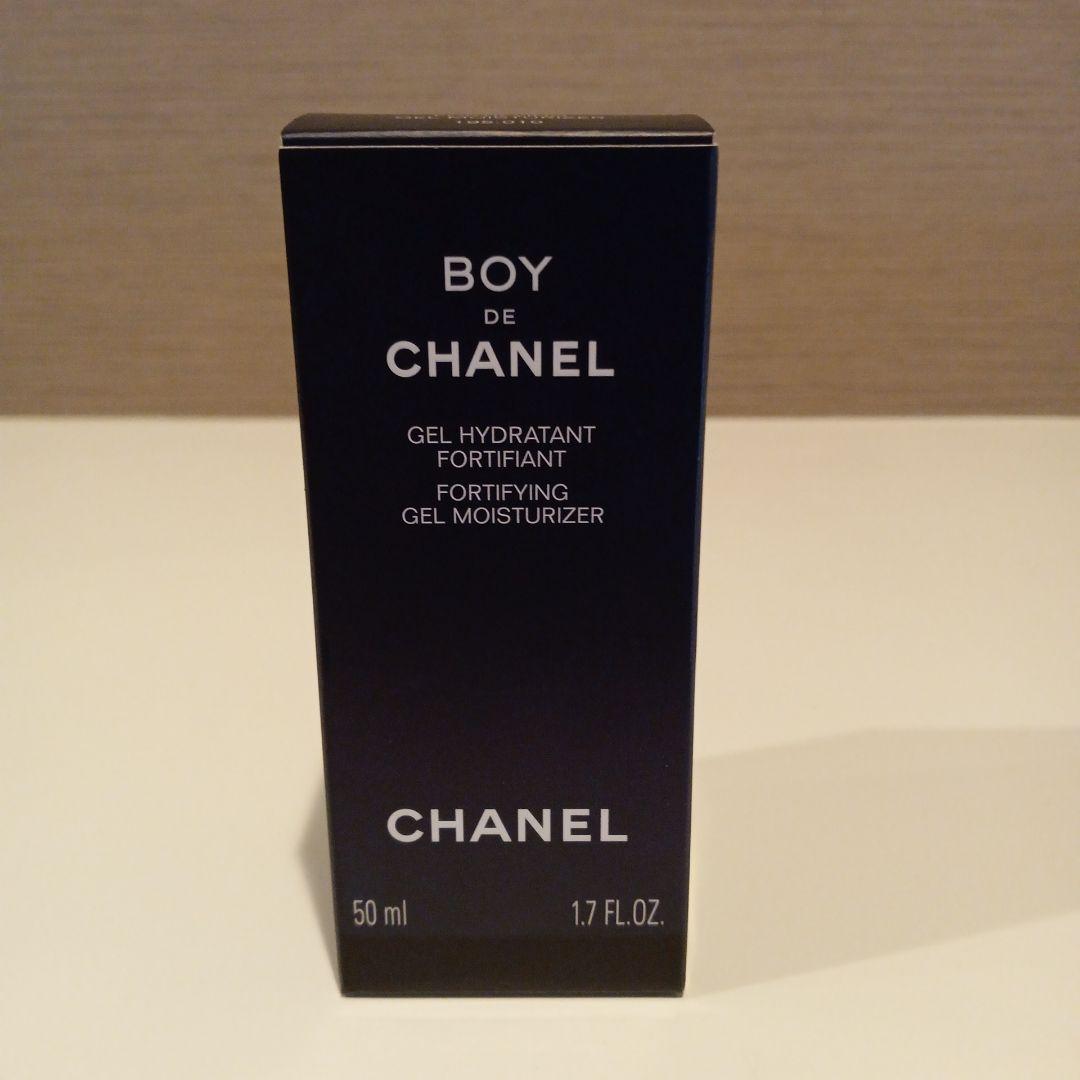 BOY
DE
CHANEL
GEL HYDRATANT
FORTIFIANT
FORTIFYING
GEL MOISTURIZER
CHANEL
50 ml
1.7 FL.OZ.